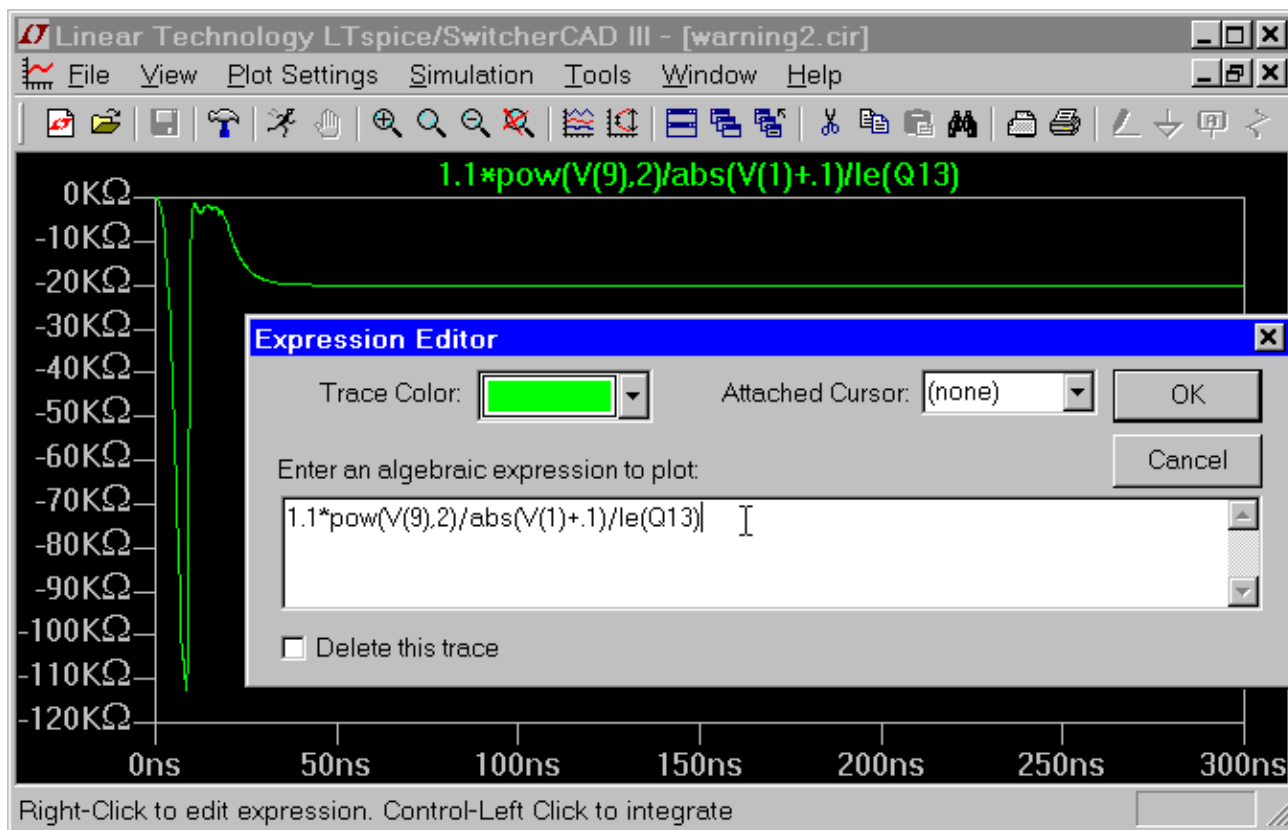 Linear Technology LTspice/SwitcherCAD III - [warning2.cir]
File View Plot Settings Simulation Tools Window Help
1.1*pow(V(9),2)/abs(V(1)+.1)/Ie(Q13)
0KΩ
-10KΩ
-20KΩ
-30KΩ
-40KΩ
-50KΩ
-60KΩ
-70KΩ
-80KΩ
-90KΩ
-100KΩ
-110KΩ
-120KΩ
Expression Editor
Trace Color:
Attached Cursor: (none)
OK
Cancel
Enter an algebraic expression to plot:
1.1*pow(V(9),2)/abs(V(1)+.1)/Ie(Q13)
Delete this trace
0ns 50ns 100ns 150ns 200ns 250ns 300ns
Right-Click to edit expression. Control-Left Click to integrate